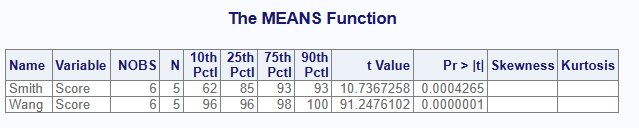 The MEANS Function
Name Variable NOBS N 10th Pctl 25th Pctl 75th Pctl 90th Pctl t Value Pr > |t| Skewness Kurtosis
Smith Score 6 5 62 85 93 93 10.7367258 0.0004265
Wang Score 6 5 96 96 98 100 91.2476102 0.0000001